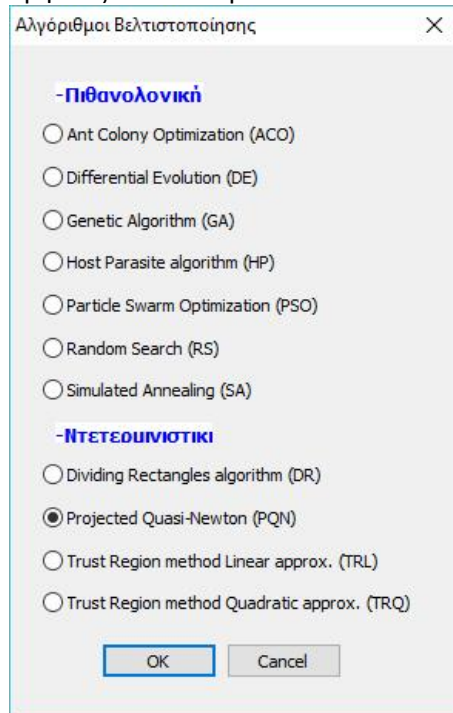 Αλγόριθμοι Βελτιστοποίησης
-Πιθανολονική
Ant Colony Optimization (ACO)
Differential Evolution (DE)
Genetic Algorithm (GA)
Host Parasite algorithm (HP)
Particle Swarm Optimization (PSO)
Random Search (RS)
Simulated Annealing (SA)
-Ντετερμινιστικι
Dividing Rectangles algorithm (DR)
Projected Quasi-Newton (PQN)
Trust Region method Linear approx. (TRL)
Trust Region method Quadratic approx. (TRQ)
OK Cancel